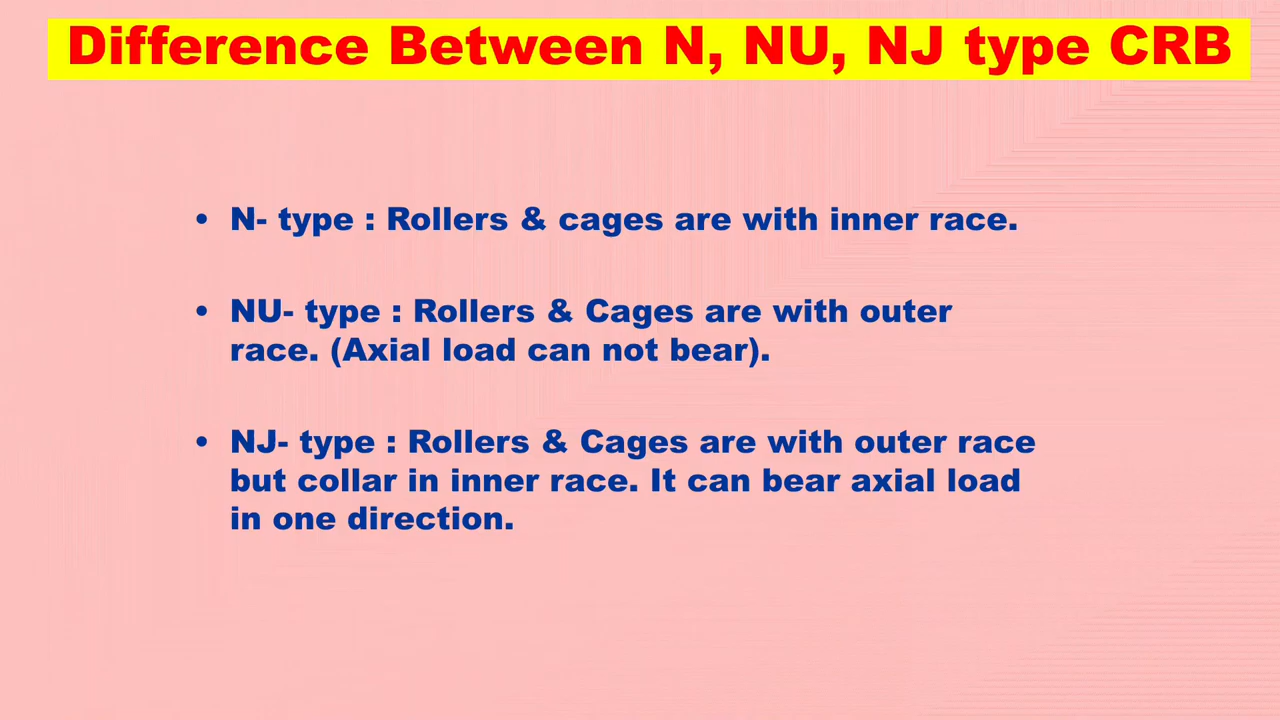 Difference Between N, NU, NJ type CRB
• N- type : Rollers & cages are with inner race.
• NU- type : Rollers & Cages are with outer
race. (Axial load can not bear).
• NJ- type : Rollers & Cages are with outer race
but collar in inner race. It can bear axial load
in one direction.